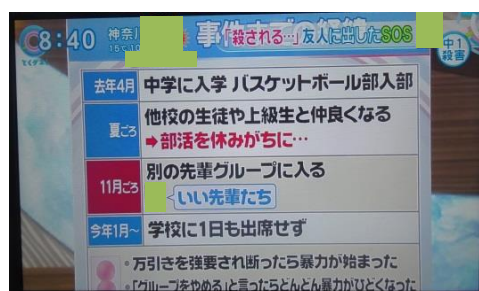 8:40 神奈川
事件
「殺される…」友人に出したSOS
中1
殺害
とくダネ!
去年4月 中学に入学 バスケットボール部入部
夏ごろ 他校の生徒や上級生と仲良くなる
➡部活を休みがちに…
11月ごろ 別の先輩グループに入る
いい先輩たち
今年1月~ 学校に1日も出席せず
・万引きを強要され断ったら暴力が始まった
・「グループをやめる」と言ったらどんどん暴力がひどくなった